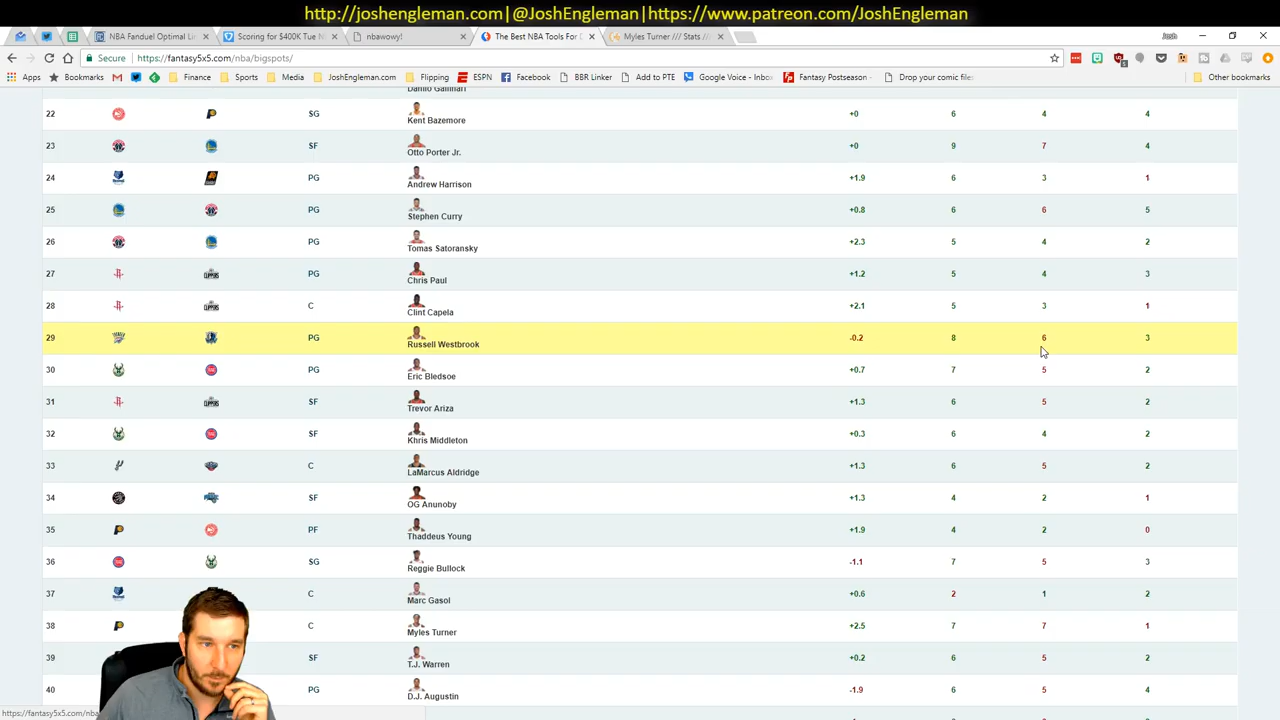 http://joshengleman.com|@JoshEngleman|https://www.patreon.com/JoshEngleman
NBA Fanduel Optimal Li
Scoring for $400K Tue N
nbawowy!
The Best NBA Tools For D
Myles Turner /// Stats /
Josh
Secure https://fantasy5x5.com/nba/bigspots/
Apps Bookmarks Finance Sports Media JoshEngleman.com Flipping ESPN Facebook BBR Linker Add to PTE Google Voice - Inbo Fantasy Postseason Drop your comic file Other bookmarks
Danilo Gallinari
22 SG Kent Bazemore +0 6 4 4
23 SF Otto Porter Jr. +0 9 7 4
24 PG Andrew Harrison +1.9 6 3 1
25 PG Stephen Curry +0.8 6 6 5
26 PG Tomas Satoransky +2.3 5 4 2
27 PG Chris Paul +1.2 5 4 3
28 C Clint Capela +2.1 5 3 1
29 PG Russell Westbrook -0.2 8 6 3
30 PG Eric Bledsoe +0.7 7 5 2
31 SF Trevor Ariza +1.3 6 5 2
32 SF Khris Middleton +0.3 6 4 2
33 C LaMarcus Aldridge +1.3 6 5 2
34 SF OG Anunoby +1.3 4 2 1
35 PF Thaddeus Young +1.9 4 2 0
36 SG Reggie Bullock -1.1 7 5 3
37 C Marc Gasol +0.6 2 1 2
38 C Myles Turner +2.5 7 7 1
39 SF T.J. Warren +0.2 6 5 2
40 PG D.J. Augustin -1.9 6 5 4
https://fantasy5x5.com/nba